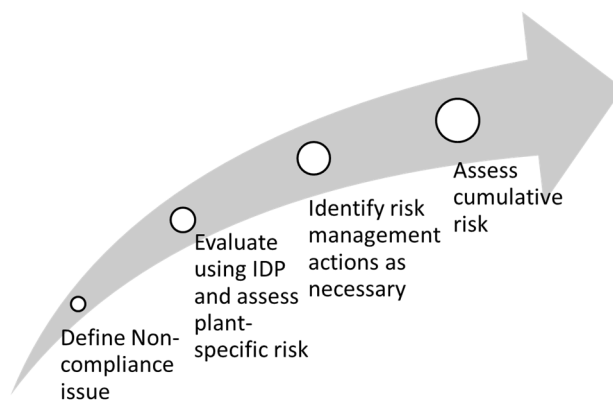 Define Non-
compliance
issue
Evaluate
using IDP
and assess
plant-
specific risk
Identify risk
management
actions as
necessary
Assess
cumulative
risk